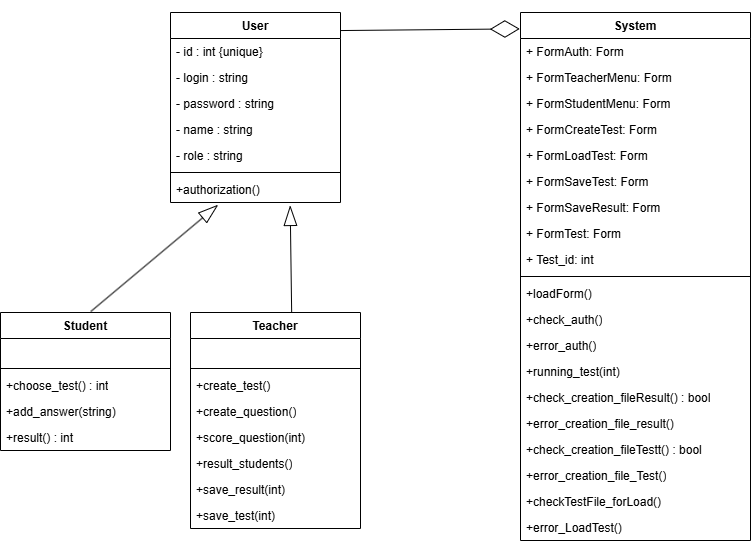 User
- id : int {unique}
- login : string
- password : string
- name : string
- role : string
+authorization()
System
+ FormAuth: Form
+ FormTeacherMenu: Form
+ FormStudentMenu: Form
+ FormCreateTest: Form
+ FormLoadTest: Form
+ FormSaveTest: Form
+ FormSaveResult: Form
+ FormTest: Form
+ Test_id: int
+loadForm()
+check_auth()
+error_auth()
+running_test(int)
+check_creation_fileResult() : bool
+error_creation_file_result()
+check_creation_fileTestt() : bool
+error_creation_file_Test()
+checkTestFile_forLoad()
+error_LoadTest()
Student
+choose_test() : int
+add_answer(string)
+result() : int
Teacher
+create_test()
+create_question()
+score_question(int)
+result_students()
+save_result(int)
+save_test(int)